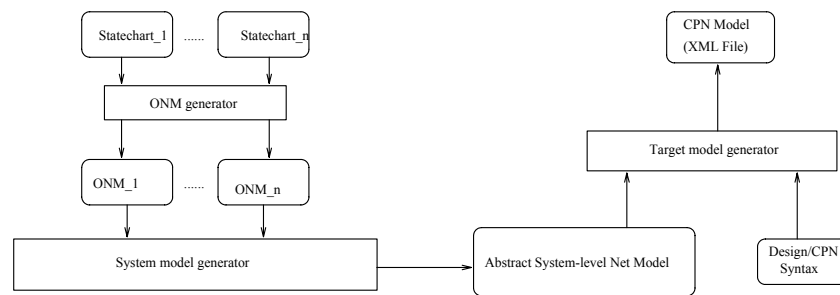 Statechart_1 ...... Statechart_n
ONM generator
ONM_1 ...... ONM_n
System model generator
Abstract System-level Net Model
CPN Model
(XML File)
Target model generator
Design/CPN
Syntax